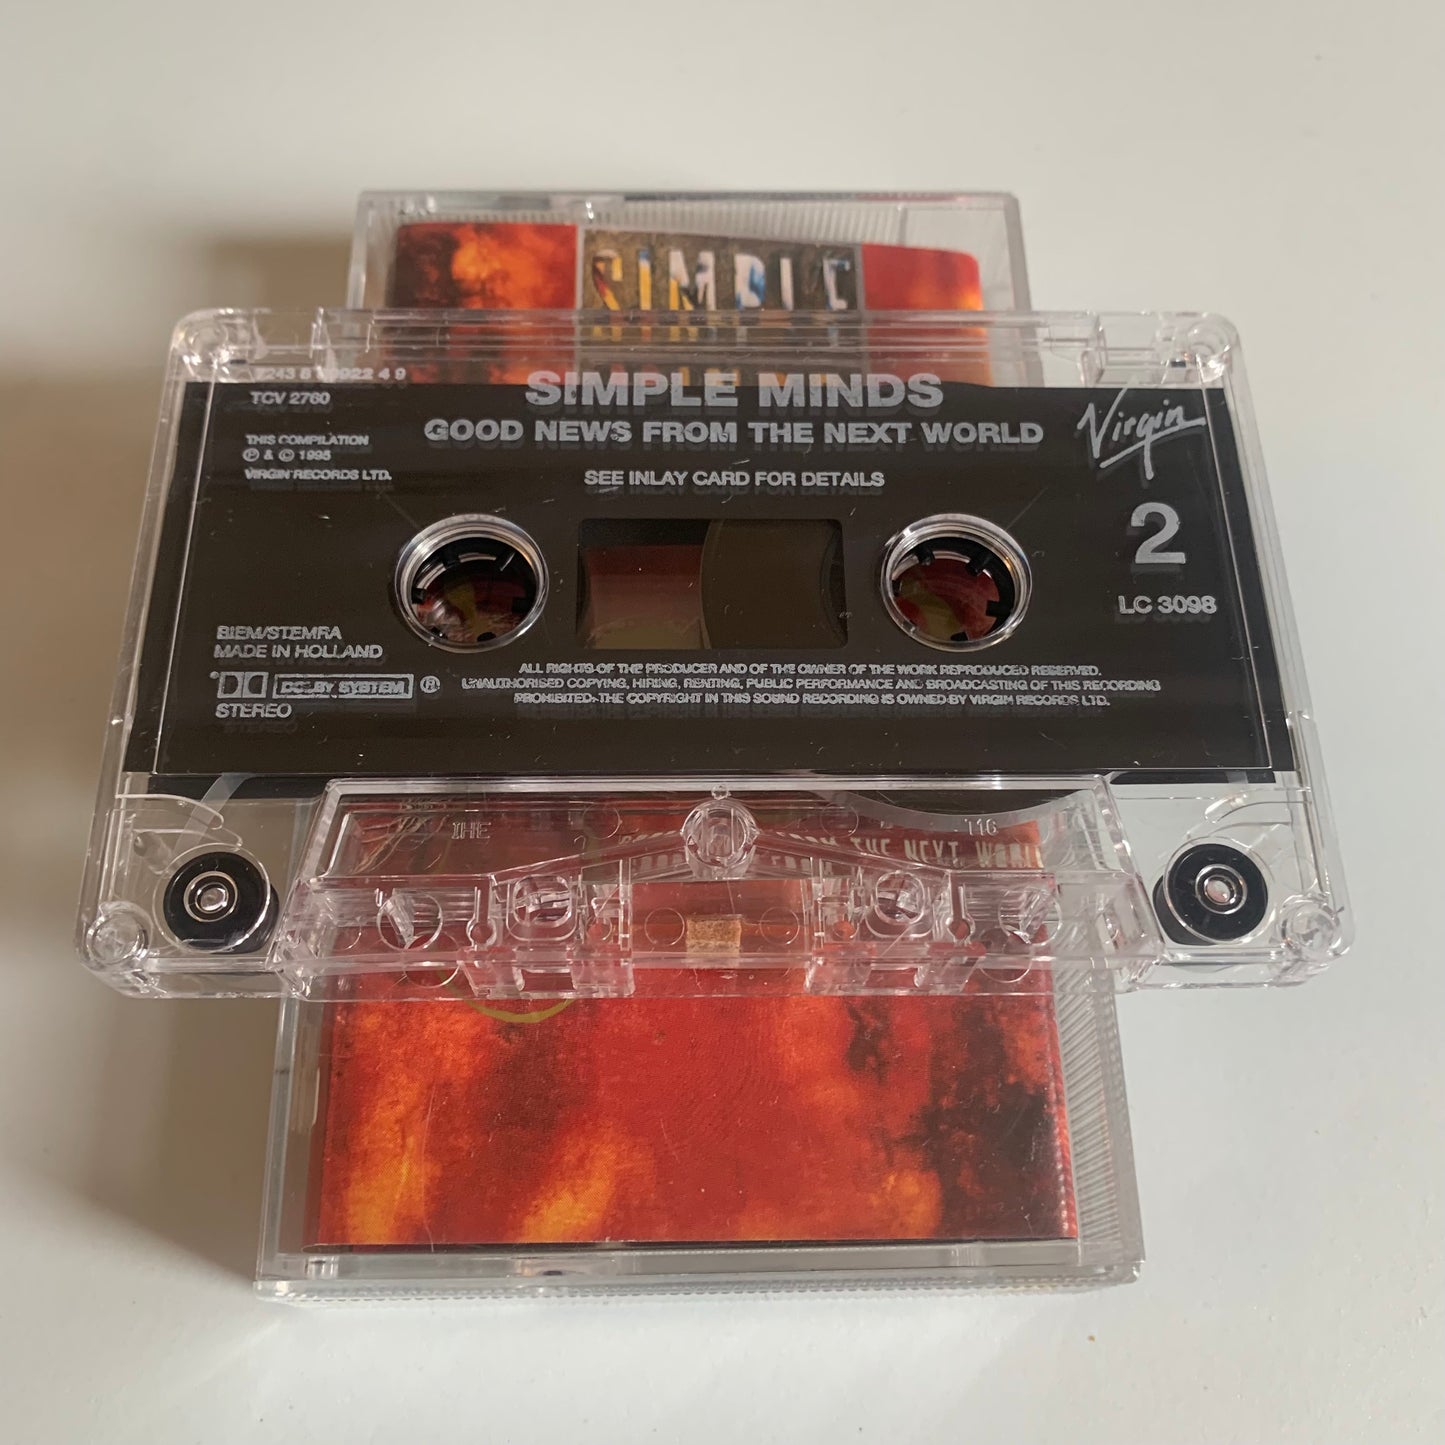 SIMPLE
4 9
TCV 2760
SIMPLE MINDS
GOOD NEWS FROM THE NEXT WORLD
Virgin
THIS COMPILATION
℗ & © 1995
VIRGIN RECORDS LTD.
SEE INLAY CARD FOR DETAILS
2
LC 3098
BIEM/STEMRA
MADE IN HOLLAND
DOLBY SYSTEM ®
STEREO
ALL RIGHTS OF THE PRODUCER AND OF THE OWNER OF THE WORK REPRODUCED RESERVED.
UNAUTHORISED COPYING, HIRING, RENTING, PUBLIC PERFORMANCE AND BROADCASTING OF THIS RECORDING
PROHIBITED. THE COPYRIGHT IN THIS SOUND RECORDING IS OWNED BY VIRGIN RECORDS LTD.
THE NEXT